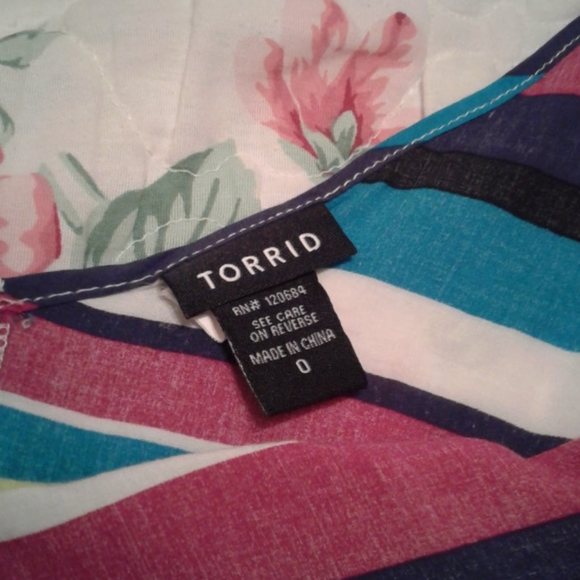 TORRID
RN# 120684
SEE CARE
ON REVERSE
MADE IN CHINA
0